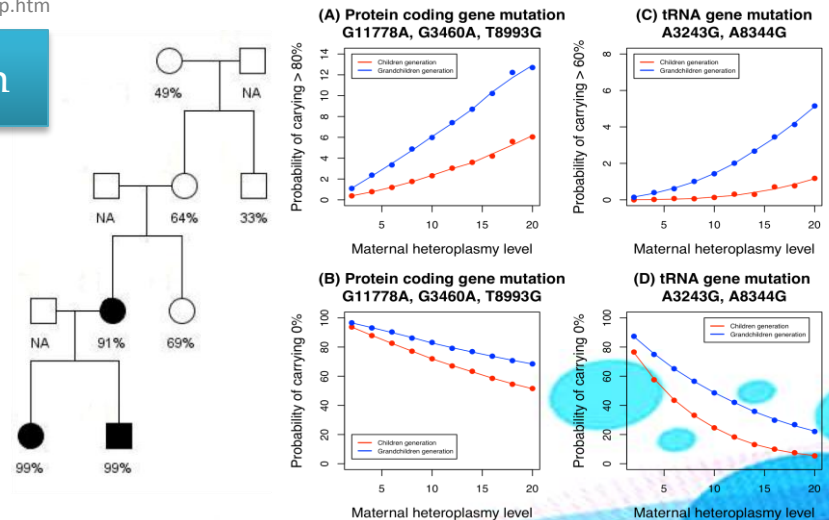 p.htm
n
49%
NA
NA
64%
33%
NA
91%
69%
99%
99%
(A) Protein coding gene mutation
G11778A, G3460A, T8993G
Probability of carrying > 80%
14
12
10
8
6
4
2
0
Children generation
Grandchildren generation
5
10
15
20
Maternal heteroplasmy level
(C) tRNA gene mutation
A3243G, A8344G
Probability of carrying > 60%
8
6
4
2
0
Children generation
Grandchildren generation
5
10
15
20
Maternal heteroplasmy level
(B) Protein coding gene mutation
G11778A, G3460A, T8993G
Probability of carrying 0%
100
80
60
40
20
0
Children generation
Grandchildren generation
5
10
15
20
Maternal heteroplasmy level
(D) tRNA gene mutation
A3243G, A8344G
Probability of carrying 0%
100
80
60
40
20
0
Children generation
Grandchildren generation
5
10
15
20
Maternal heteroplasmy level